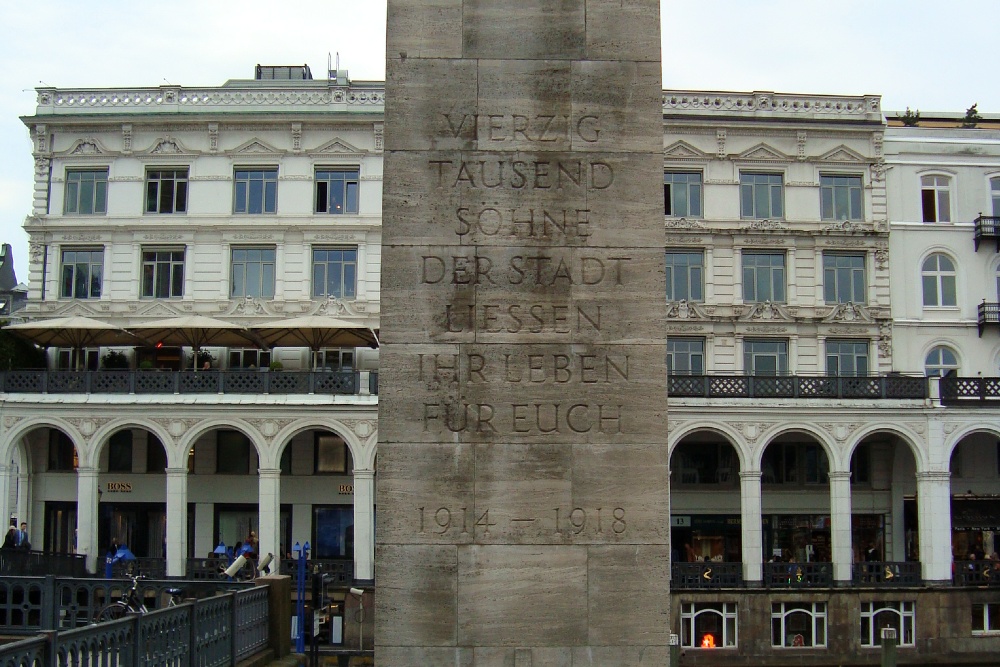 VIERZIG
TAUSEND
SÖHNE
DER STADT
LIESSEN
IHR LEBEN
FÜR EUCH
1914 – 1918
BOSS
BOSS